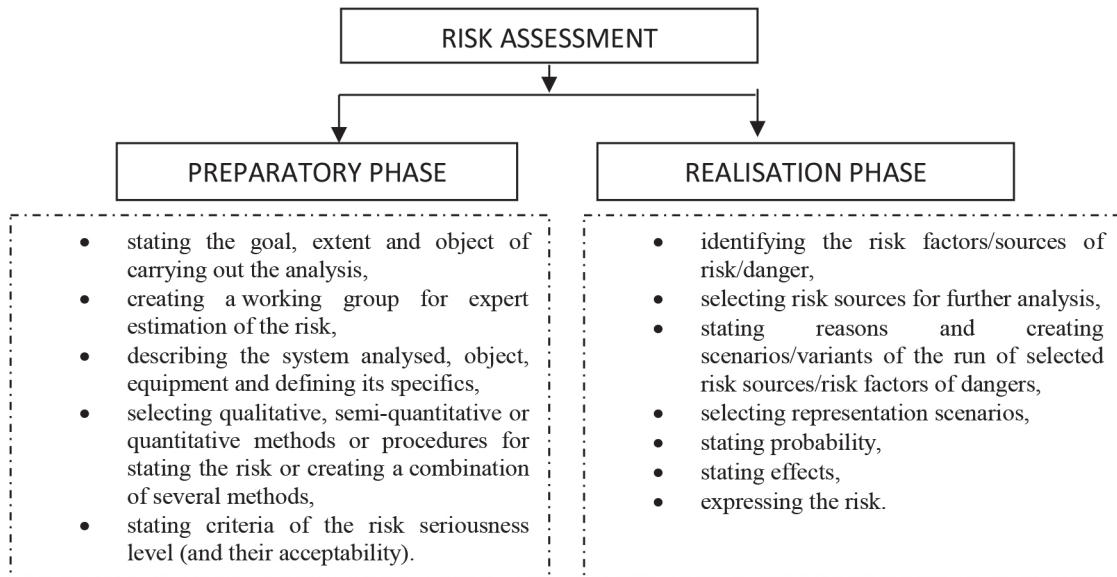 RISK ASSESSMENT
PREPARATORY PHASE
• stating the goal, extent and object of
carrying out the analysis,
• creating a working group for expert
estimation of the risk,
• describing the system analysed, object,
equipment and defining its specifics,
• selecting qualitative, semi-quantitative or
quantitative methods or procedures for
stating the risk or creating a combination
of several methods,
• stating criteria of the risk seriousness
level (and their acceptability).
REALISATION PHASE
• identifying the risk factors/sources of
risk/danger,
• selecting risk sources for further analysis,
• stating reasons and creating
scenarios/variants of the run of selected
risk sources/risk factors of dangers,
• selecting representation scenarios,
• stating probability,
• stating effects,
• expressing the risk.